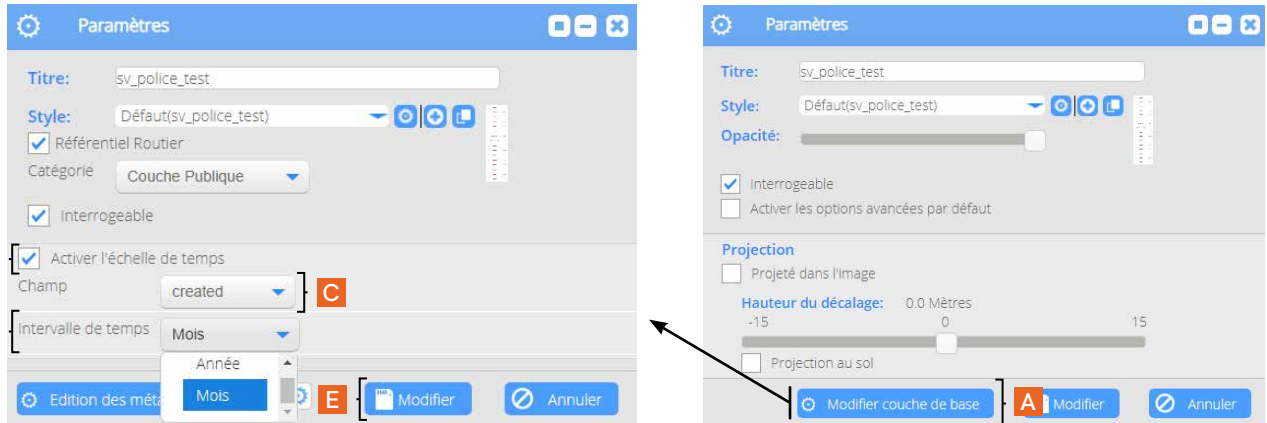 Paramètres
Titre: sv_police_test
Style: Défaut(sv_police_test)
Référentiel Routier
Catégorie Couche Publique
Interrogeable
Activer l'échelle de temps
Champ created C
Intervalle de temps Mois
Année
Mois
Edition des méta E Modifier Annuler
Paramètres
Titre: sv_police_test
Style: Défaut(sv_police_test)
Opacité:
Interrogeable
Activer les options avancées par défaut
Projection
Projeté dans l'image
Hauteur du décalage: 0.0 Mètres
-15 0 15
Projection au sol
Modifier couche de base A Modifier Annuler